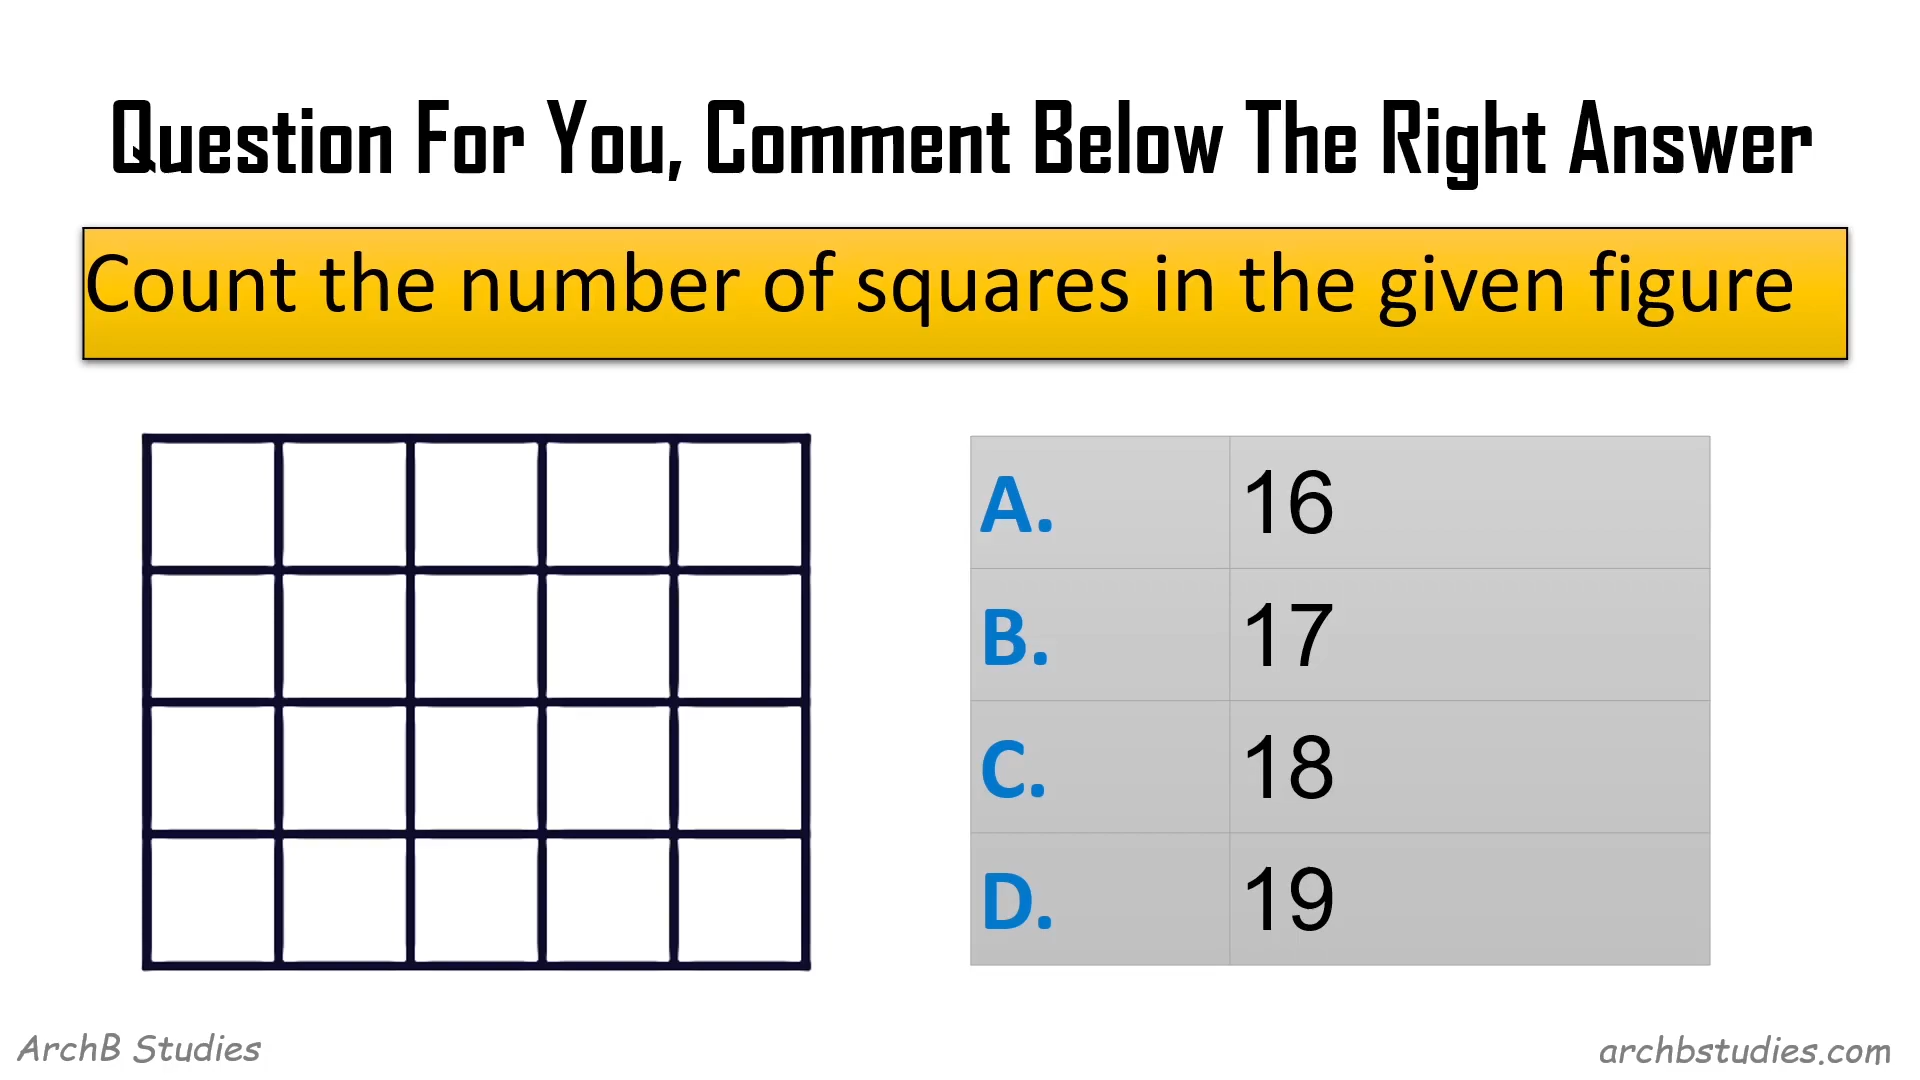 Question For You, Comment Below The Right Answer
Count the number of squares in the given figure
A. 16
B. 17
C. 18
D. 19
ArchB Studies
archbstudies.com